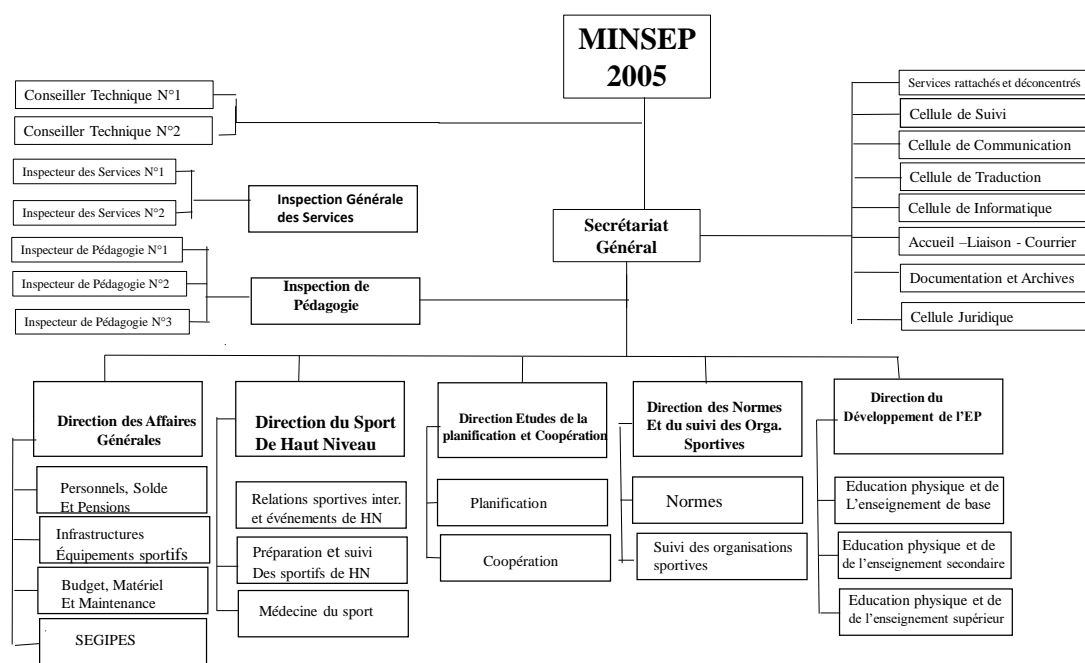 MINSEP
2005
Conseiller Technique N°1
Conseiller Technique N°2
Inspecteur des Services N°1
Inspecteur des Services N°2
Inspection Générale
des Services
Inspecteur de Pédagogie N°1
Inspecteur de Pédagogie N°2
Inspecteur de Pédagogie N°3
Inspection de
Pédagogie
Secrétariat
Général
Services rattachés et déconcentrés
Cellule de Suivi
Cellule de Communication
Cellule de Traduction
Cellule de Informatique
Accueil –Liaison - Courrier
Documentation et Archives
Cellule Juridique
Direction des Affaires
Générales
Personnels, Solde
Et Pensions
Infrastructures
Équipements sportifs
Budget, Matériel
Et Maintenance
SEGIPES
Direction du Sport
De Haut Niveau
Relations sportives inter.
et événements de HN
Préparation et suivi
Des sportifs de HN
Médecine du sport
Direction Etudes de la
planification et Coopération
Planification
Coopération
Direction des Normes
Et du suivi des Orga.
Sportives
Normes
Suivi des organisations
sportives
Direction du
Développement de l'EP
Education physique et de
L'enseignement de base
Education physique et de
de l'enseignement secondaire
Education physique et de
de l'enseignement supérieur